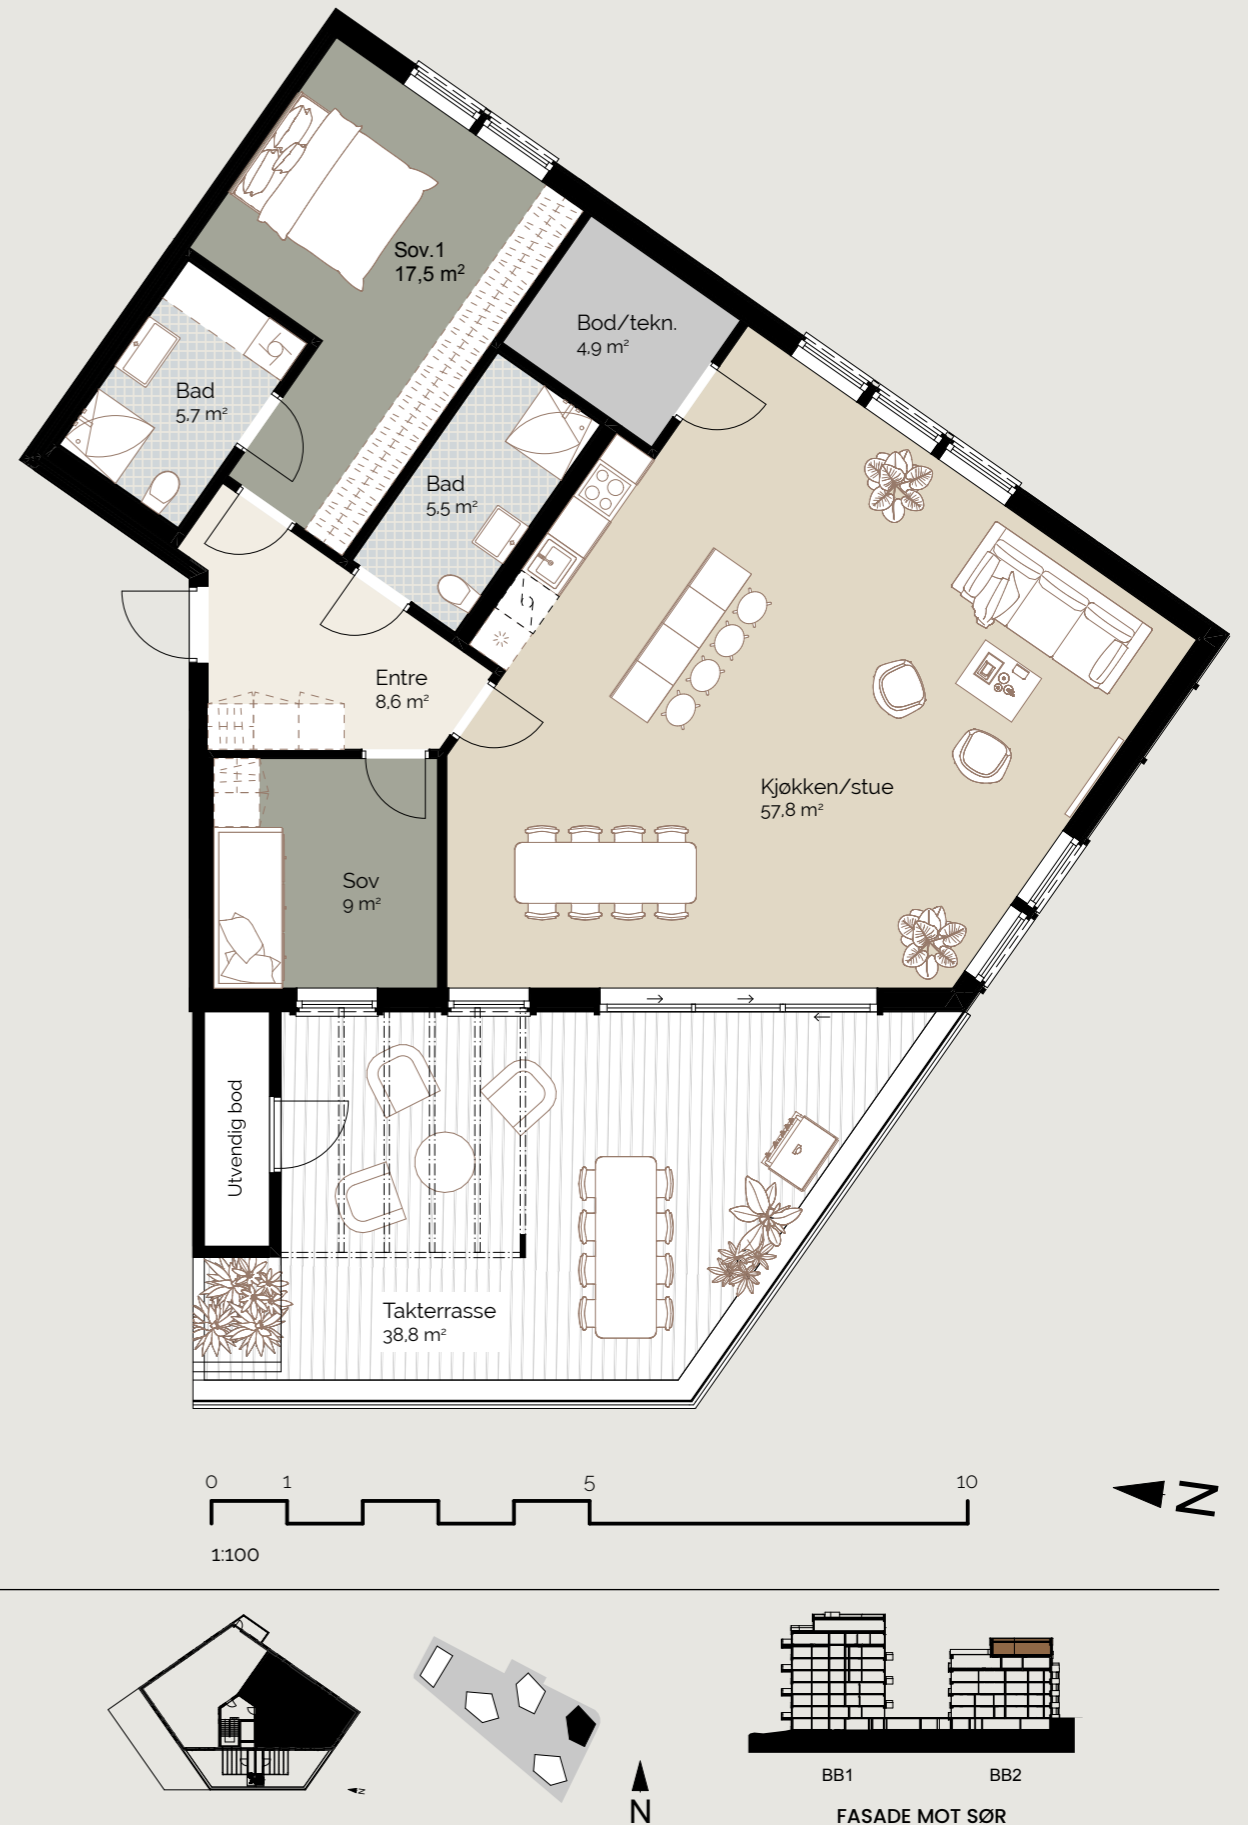 Sov.1
17,5 m²
Bod/tekn.
4,9 m²
Bad
5,7 m²
Bad
5,5 m²
Entre
8,6 m²
Kjøkken/stue
57,8 m²
Sov
9 m²
Utvendig bod
Takterrasse
38,8 m²
0 1 5 10
N
1:100
N
N
BB1 BB2
FASADE MOT SØR